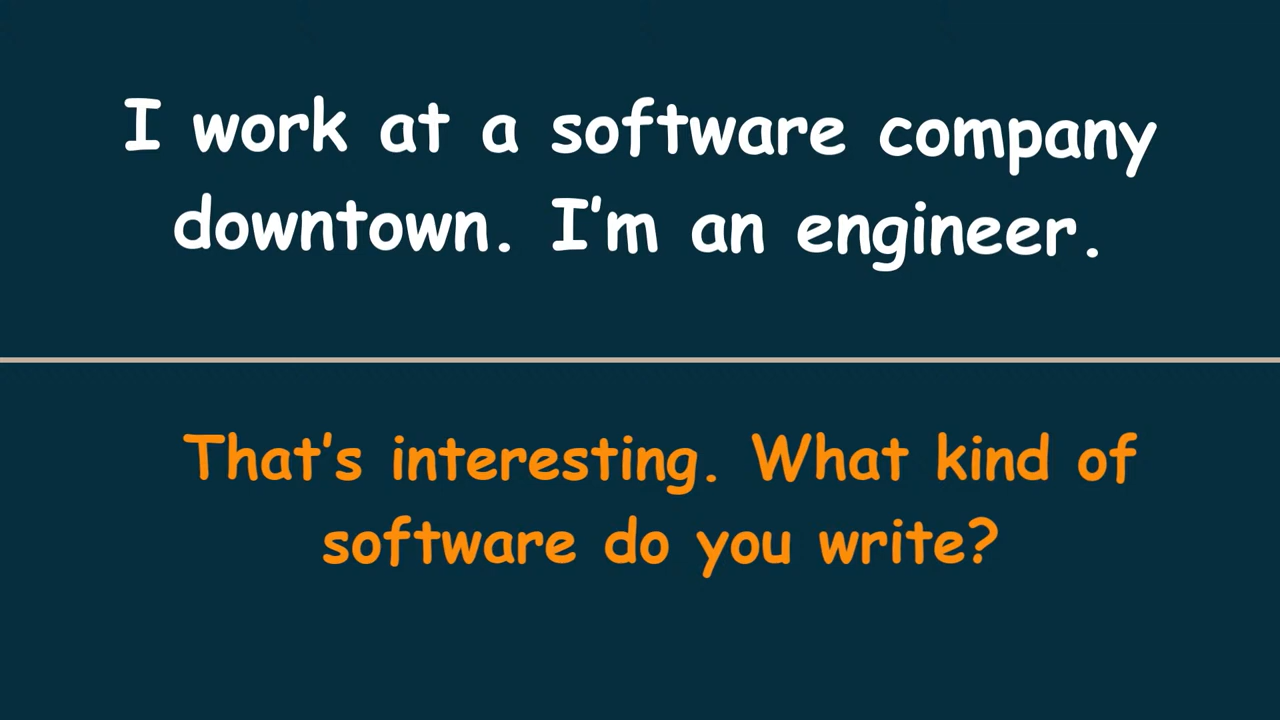 I work at a software company
downtown. I'm an engineer.
That's interesting. What kind of
software do you write?